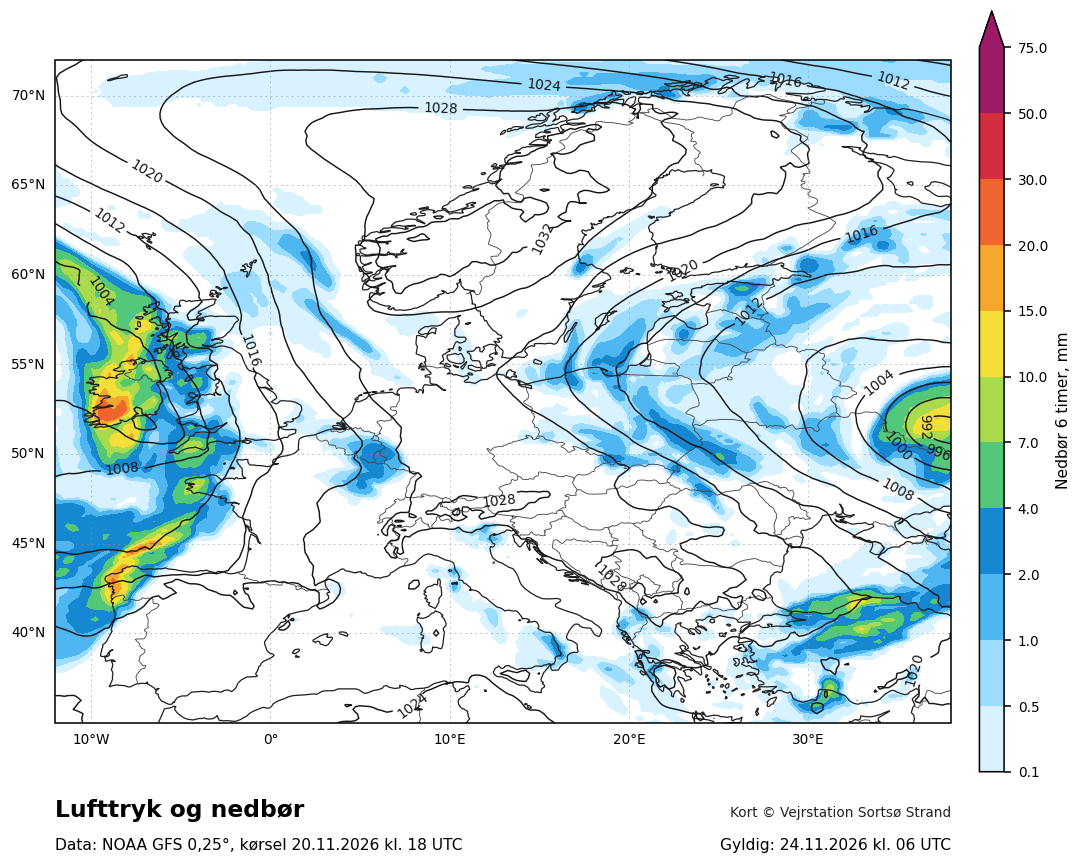 75.0
50.0
30.0
20.0
15.0
10.0
7.0
4.0
2.0
1.0
0.5
0.1
Nedbør 6 timer, mm
70°N
65°N
60°N
55°N
50°N
45°N
40°N
10°W
0°
10°E
20°E
30°E
1016
1012
1024
1028
1020
1012
1032
1016
1020
1004
1012
1016
1004
992
996
1000
1008
1008
1028
1028
1020
1024
Lufttryk og nedbør
Kort © Vejrstation Sortsø Strand
Data: NOAA GFS 0,25°, kørsel 20.11.2026 kl. 18 UTC
Gyldig: 24.11.2026 kl. 06 UTC